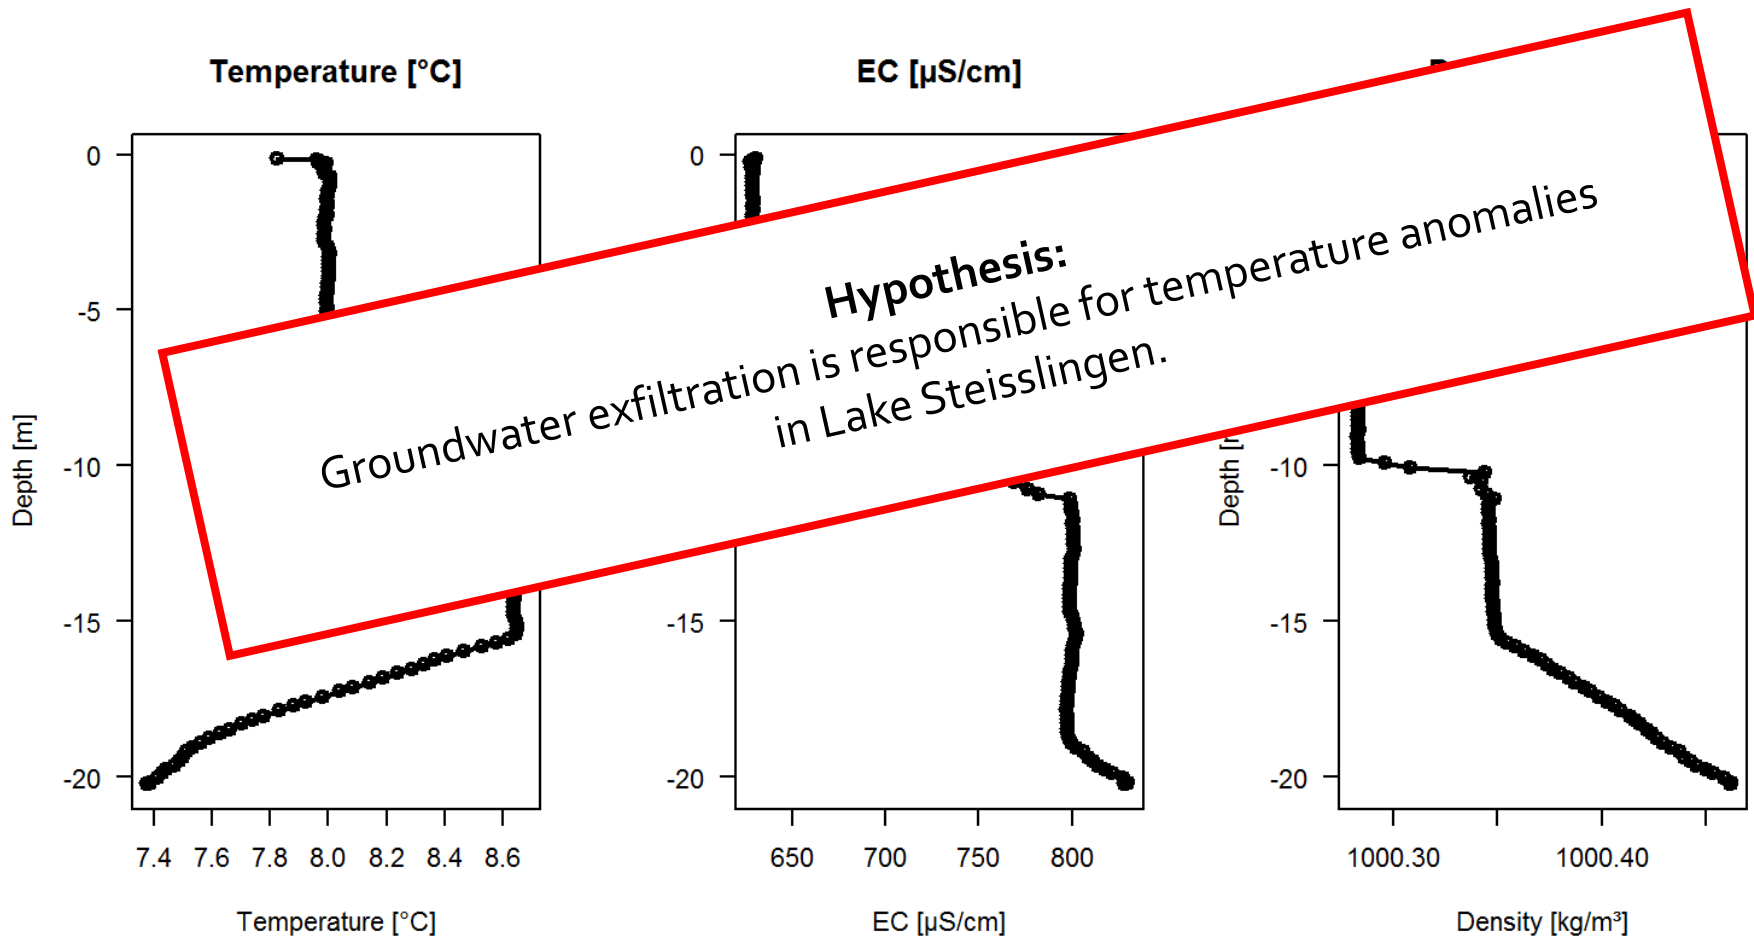 Temperature [°C]
EC [µS/cm]
0
-5
-10
-15
-20
Depth [m]
7.4 7.6 7.8 8.0 8.2 8.4 8.6
Temperature [°C]
0
-15
-20
650 700 750 800
EC [µS/cm]
Depth
-10
-15
-20
1000.30 1000.40
Density [kg/m³]
Hypothesis:
Groundwater exfiltration is responsible for temperature anomalies
in Lake Steisslingen.